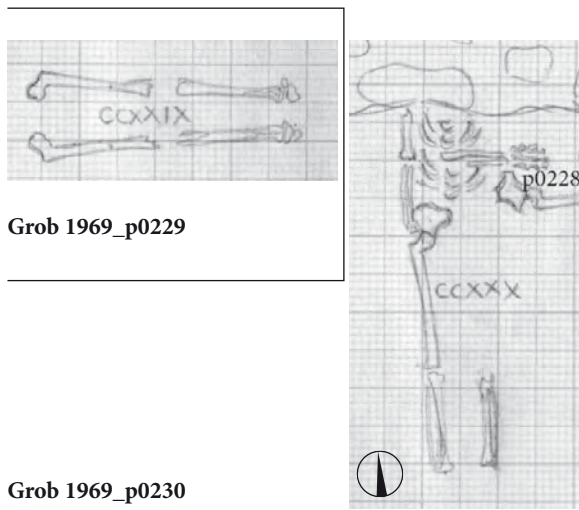 CCXXIX
Grob 1969_p0229
p0228
CCXXX
Grob 1969_p0230